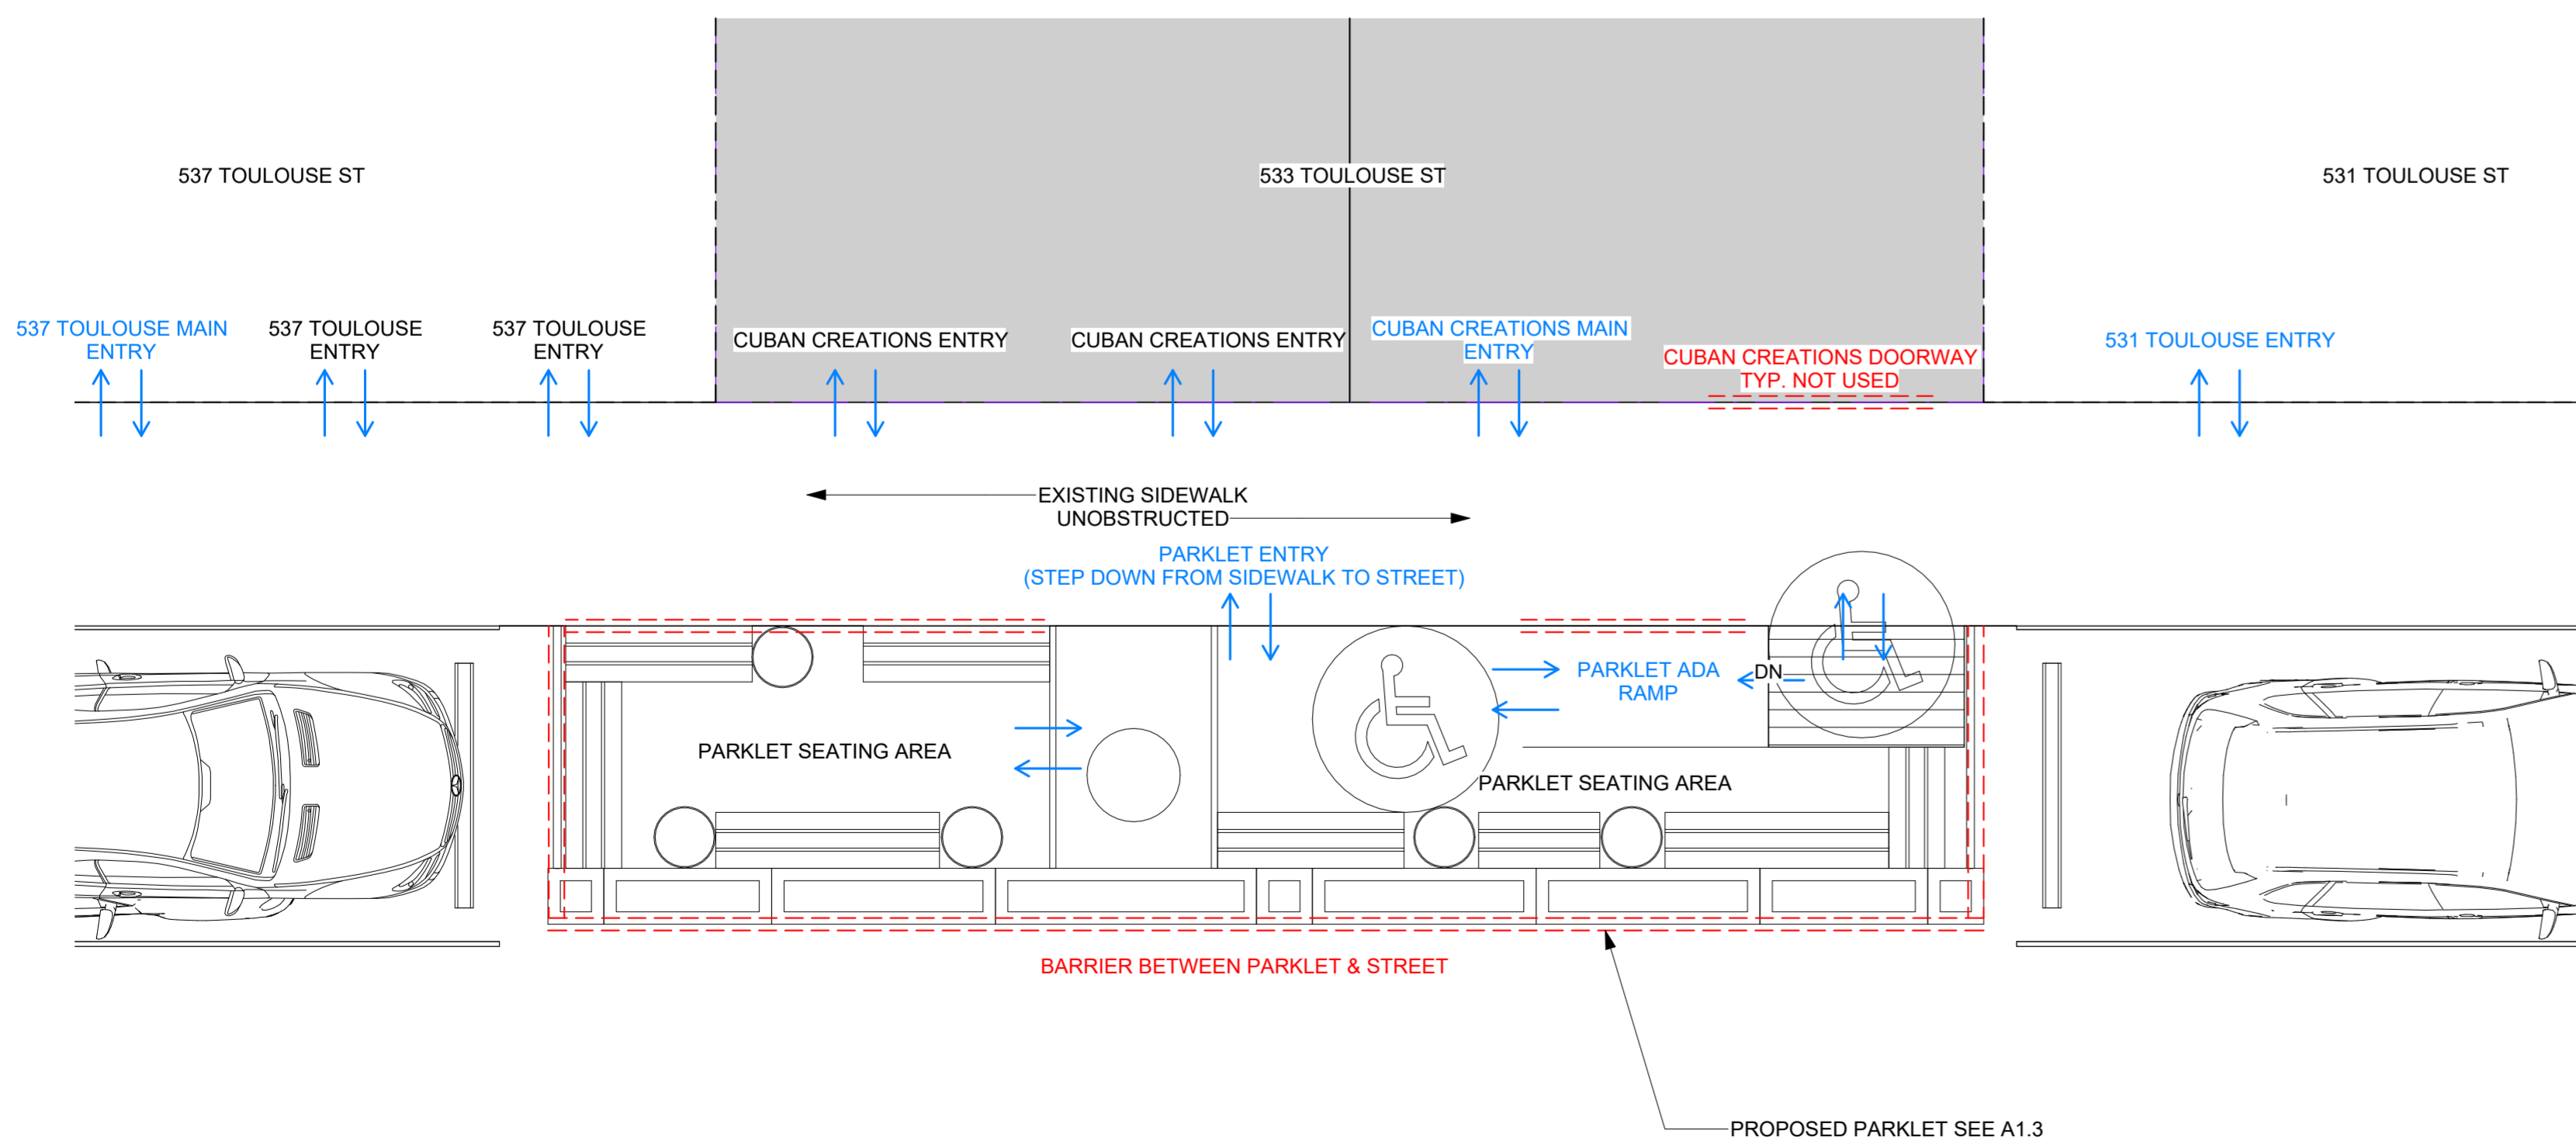 537 TOULOUSE ST
533 TOULOUSE ST
531 TOULOUSE ST
537 TOULOUSE MAIN
ENTRY
537 TOULOUSE
ENTRY
537 TOULOUSE
ENTRY
CUBAN CREATIONS ENTRY
CUBAN CREATIONS ENTRY
CUBAN CREATIONS MAIN
ENTRY
CUBAN CREATIONS DOORWAY
TYP. NOT USED
531 TOULOUSE ENTRY
EXISTING SIDEWALK
UNOBSTRUCTED
PARKLET ENTRY
(STEP DOWN FROM SIDEWALK TO STREET)
PARKLET ADA
RAMP
DN
PARKLET SEATING AREA
PARKLET SEATING AREA
BARRIER BETWEEN PARKLET & STREET
PROPOSED PARKLET SEE A1.3